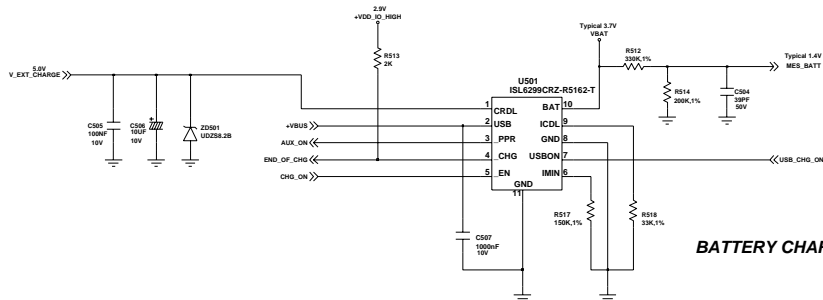 2.9V
+VDD_IO_HIGH
Typical 3.7V
VBAT
5.0V
V_EXT_CHARGE
R513
2K
R512
330K,1%
Typical 1.4V
MES_BATT
U501
ISL6299CRZ-R5162-T
R514
200K,1%
C504
39PF
50V
C505
100NF
10V
C506
10UF
10V
ZD501
UDZS8.2B
1 CRDL BAT 10
+VBUS 2 USB ICDL 9
AUX_ON 3 _PPR GND 8
END_OF_CHG 4 _CHG USBON 7 USB_CHG_ON
CHG_ON 5 _EN IMIN 6
GND
11
R517
150K,1%
R518
33K,1%
C507
1000nF
10V
BATTERY CHAR